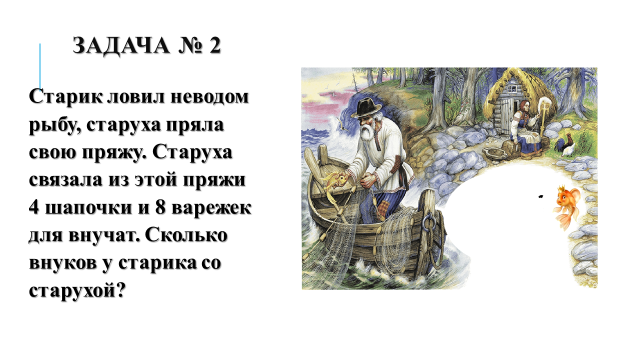 ЗАДАЧА № 2
Старик ловил неводом
рыбу, старуха пряла
свою пряжу. Старуха
связала из этой пряжи
4 шапочки и 8 варежек
для внучат. Сколько
внуков у старика со
старухой?